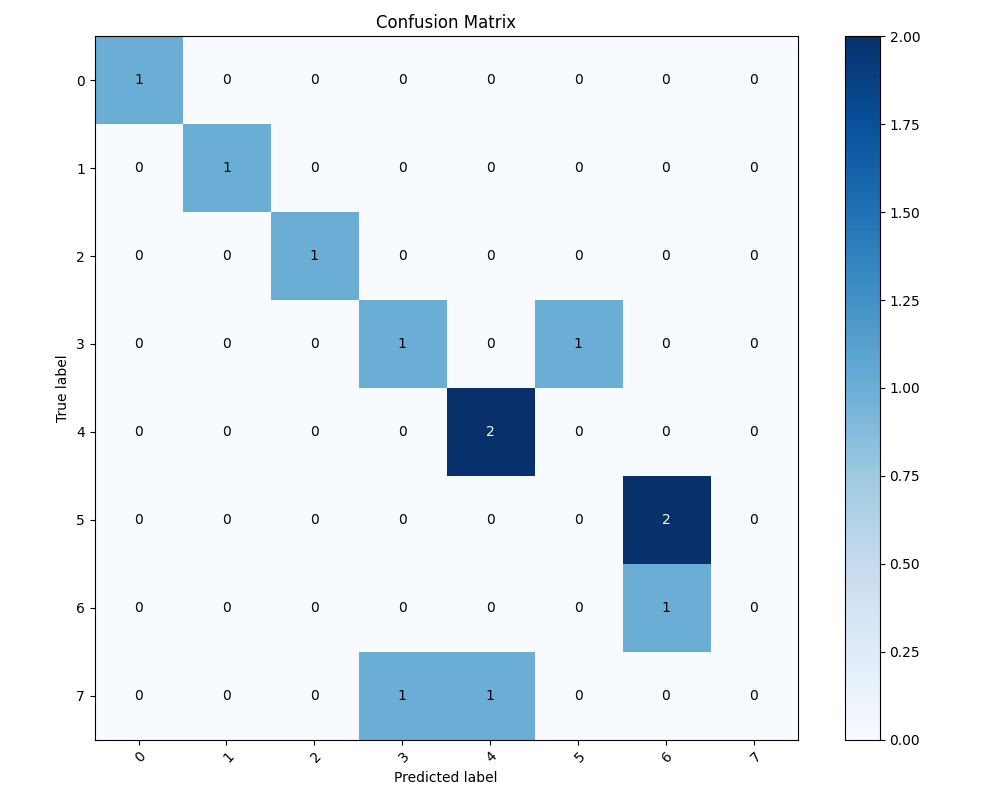 Confusion Matrix
True label
0 1 0 0 0 0 0 0 0
1 0 1 0 0 0 0 0 0
2 0 0 1 0 0 0 0 0
3 0 0 0 1 0 1 0 0
4 0 0 0 0 2 0 0 0
5 0 0 0 0 0 0 2 0
6 0 0 0 0 0 0 1 0
7 0 0 0 1 1 0 0 0
0 1 2 3 4 5 6 7
Predicted label
2.00
1.75
1.50
1.25
1.00
0.75
0.50
0.25
0.00